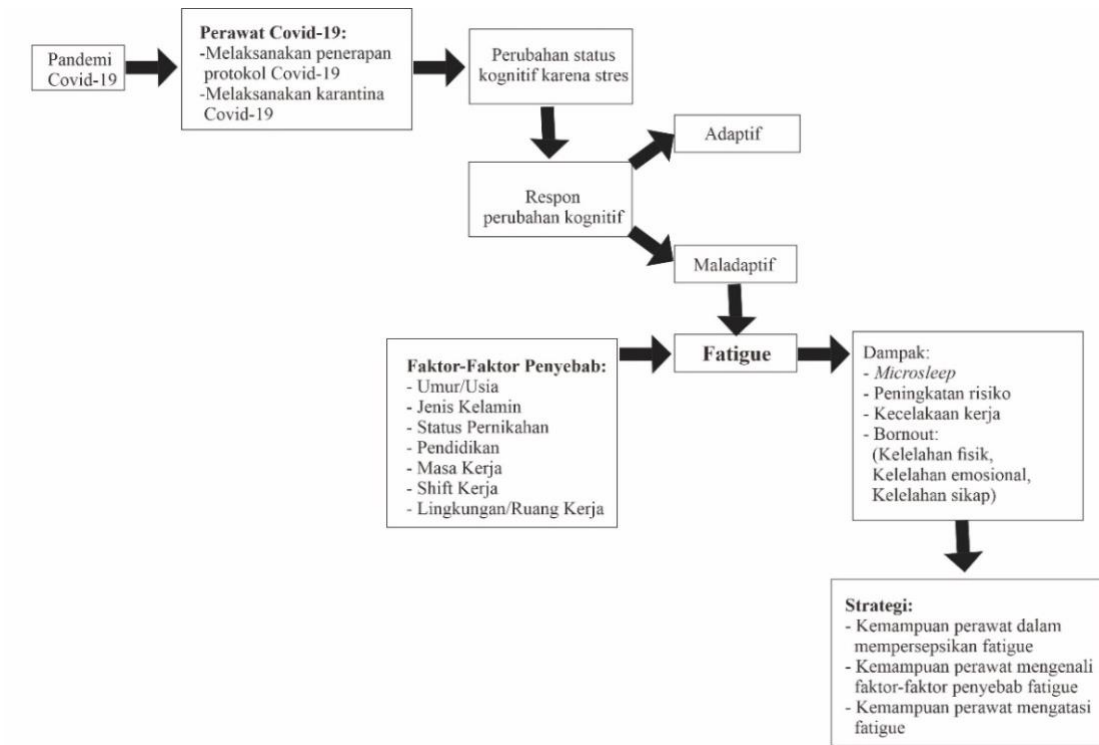 Pandemi
Covid-19
Perawat Covid-19:
-Melaksanakan penerapan
protokol Covid-19
-Melaksanakan karantina
Covid-19
Perubahan status
kognitif karena stres
Adaptif
Respon
perubahan kognitif
Maladaptif
Faktor-Faktor Penyebab:
- Umur/Usia
- Jenis Kelamin
- Status Pernikahan
- Pendidikan
- Masa Kerja
- Shift Kerja
- Lingkungan/Ruang Kerja
Fatigue
Dampak:
- Microsleep
- Peningkatan risiko
- Kecelakaan kerja
- Bornout:
(Kelelahan fisik,
Kelelahan emosional,
Kelelahan sikap)
Strategi:
- Kemampuan perawat dalam
mempersepsikan fatigue
- Kemampuan perawat mengenali
faktor-faktor penyebab fatigue
- Kemampuan perawat mengatasi
fatigue